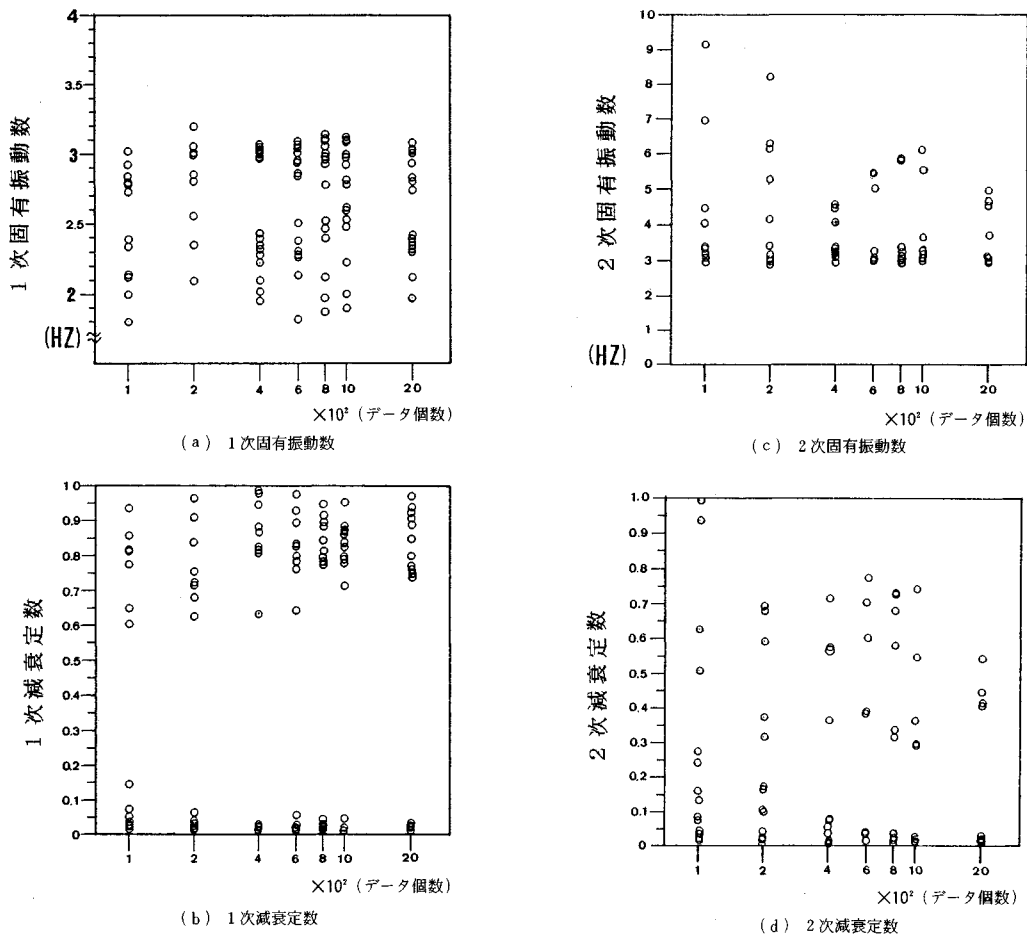 4
3.5
3
2.5
2
(HZ)
1次固有振動数
1 2 4 6 8 10 20
×10² (データ個数)
(a) 1次固有振動数
10
9
8
7
6
5
4
3
2
1
0
(HZ)
2次固有振動数
1 2 4 6 8 10 20
×10² (データ個数)
(c) 2次固有振動数
1.0
0.9
0.8
0.7
0.6
0.5
0.4
0.3
0.2
0.1
0
1次減衰定数
1 2 4 6 8 10 20
×10² (データ個数)
(b) 1次減衰定数
1.0
0.9
0.8
0.7
0.6
0.5
0.4
0.3
0.2
0.1
0
2次減衰定数
1 2 4 6 8 10 20
×10² (データ個数)
(d) 2次減衰定数